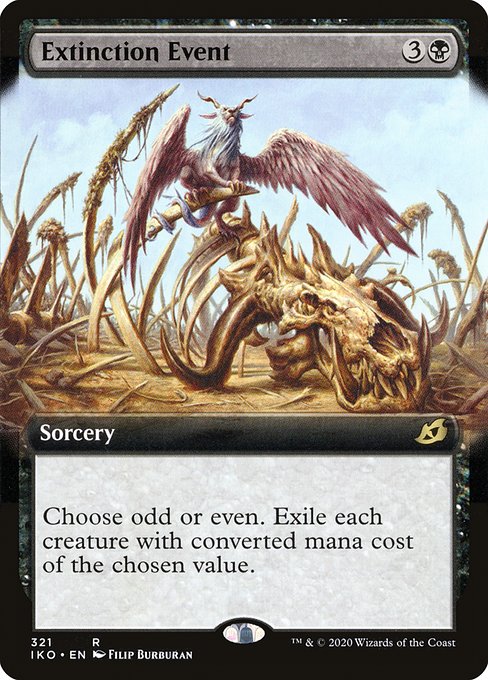 Extinction Event 3
Sorcery
Choose odd or even. Exile each
creature with converted mana cost
of the chosen value.
321 R
IKO • EN Filip Burburan
™ & © 2020 Wizards of the Coast